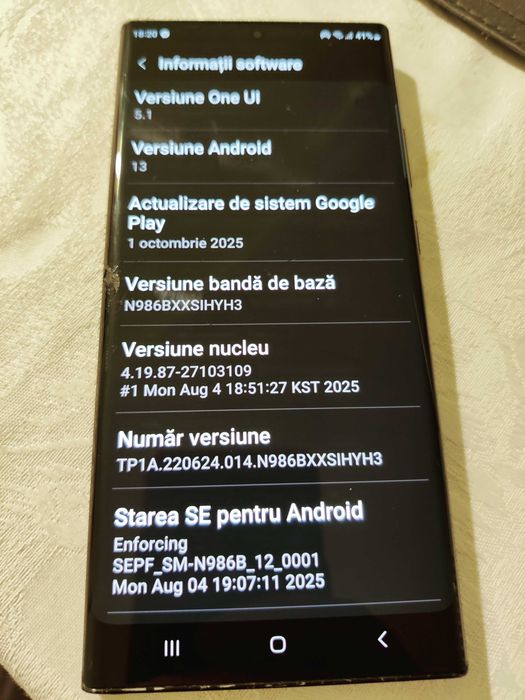 18:20
41%
< Informații software
Versiune One UI
5.1
Versiune Android
13
Actualizare de sistem Google
Play
1 octombrie 2025
Versiune bandă de bază
N986BXXSIHYH3
Versiune nucleu
4.19.87-27103109
#1 Mon Aug 4 18:51:27 KST 2025
Număr versiune
TP1A.220624.014.N986BXXSIHYH3
Starea SE pentru Android
Enforcing
SEPF_SM-N986B_12_0001
Mon Aug 04 19:07:11 2025